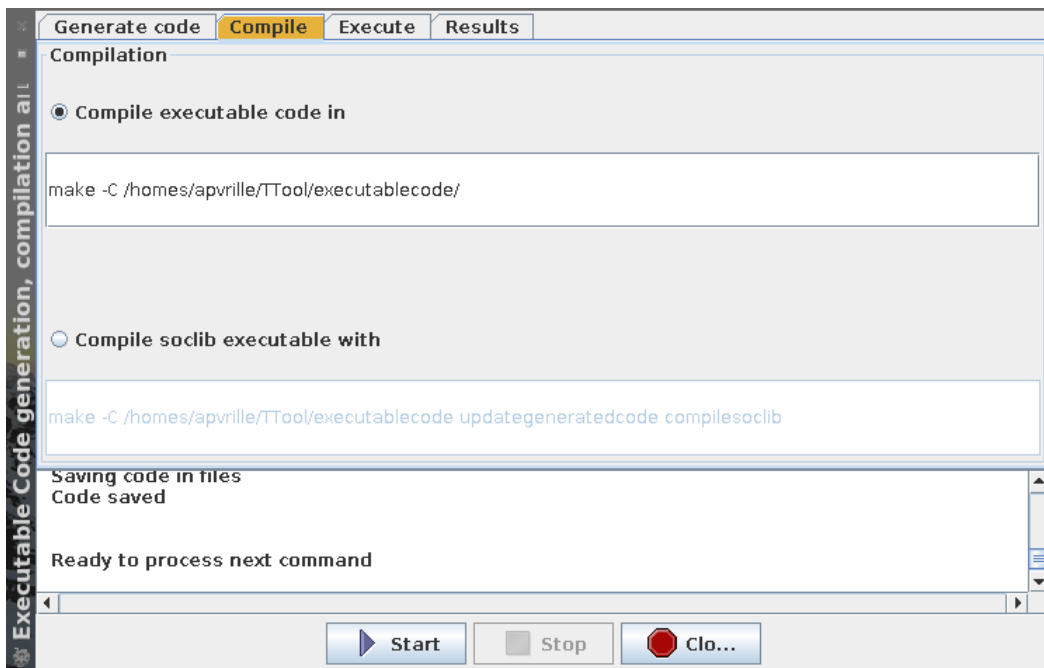 Generate code Compile Execute Results
Compilation
Compile executable code in
make -C /homes/apvrille/TTool/executablecode/
Compile soclib executable with
make -C /homes/apvrille/TTool/executablecode updategeneratedcode compilesoclib
Saving code in files
Code saved
Ready to process next command
Start Stop Clo...
Executable Code generation, compilation